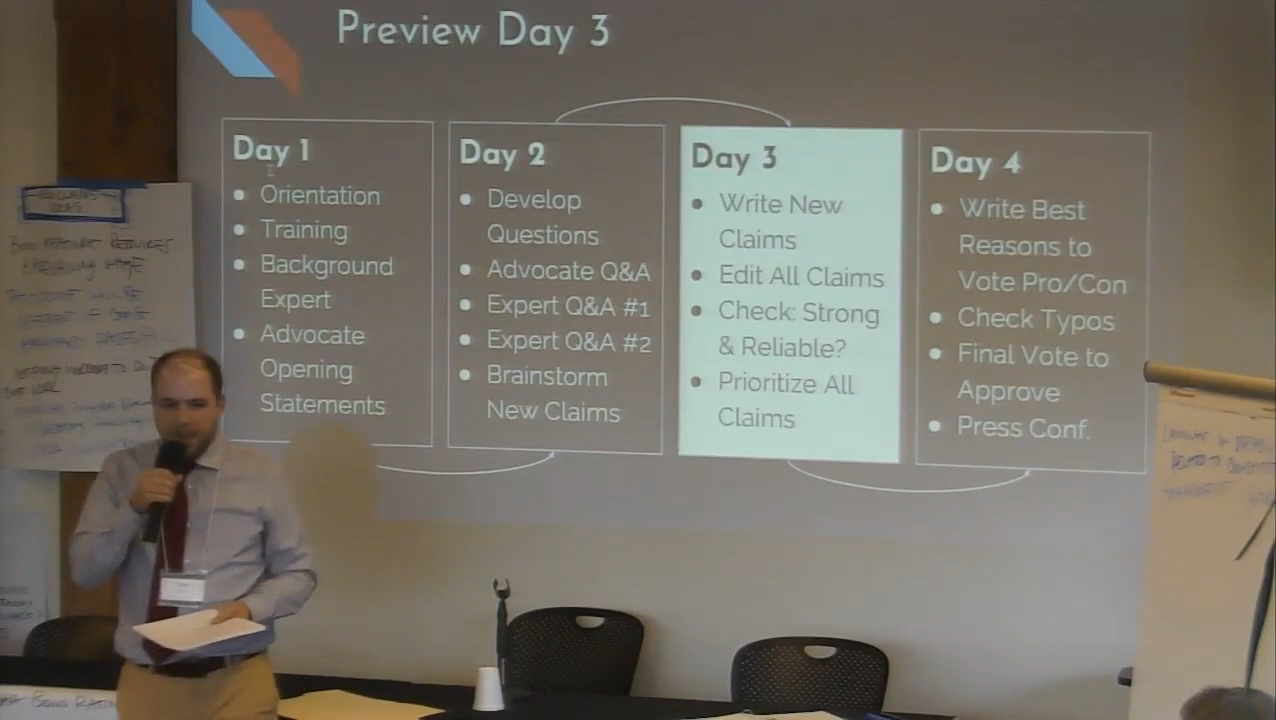 Preview Day 3
Day 1
Orientation
Training
Background
Expert
Advocate
Opening
Statements
Day 2
Develop
Questions
Advocate Q&A
Expert Q&A #1
Expert Q&A #2
Brainstorm
New Claims
Day 3
Write New
Claims
Edit All Claims
Check: Strong
& Reliable?
Prioritize All
Claims
Day 4
Write Best
Reasons to
Vote Pro/Con
Check Typos
Final Vote to
Approve
Press Conf.